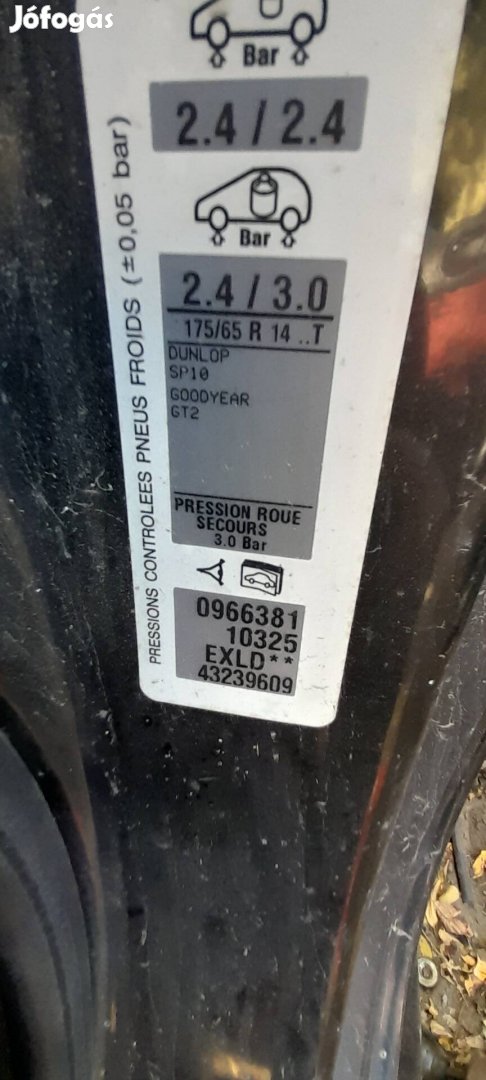 Jófogás
Bar
2.4 / 2.4
Bar
2.4 / 3.0
175/65 R 14 ..T
DUNLOP
SP10
GOODYEAR
GT2
PRESSION ROUE
SECOURS
3.0 Bar
0966381
10325
EXLD**
43239609
PRESSIONS CONTROLEES PNEUS FROIDS (±0,05 bar)